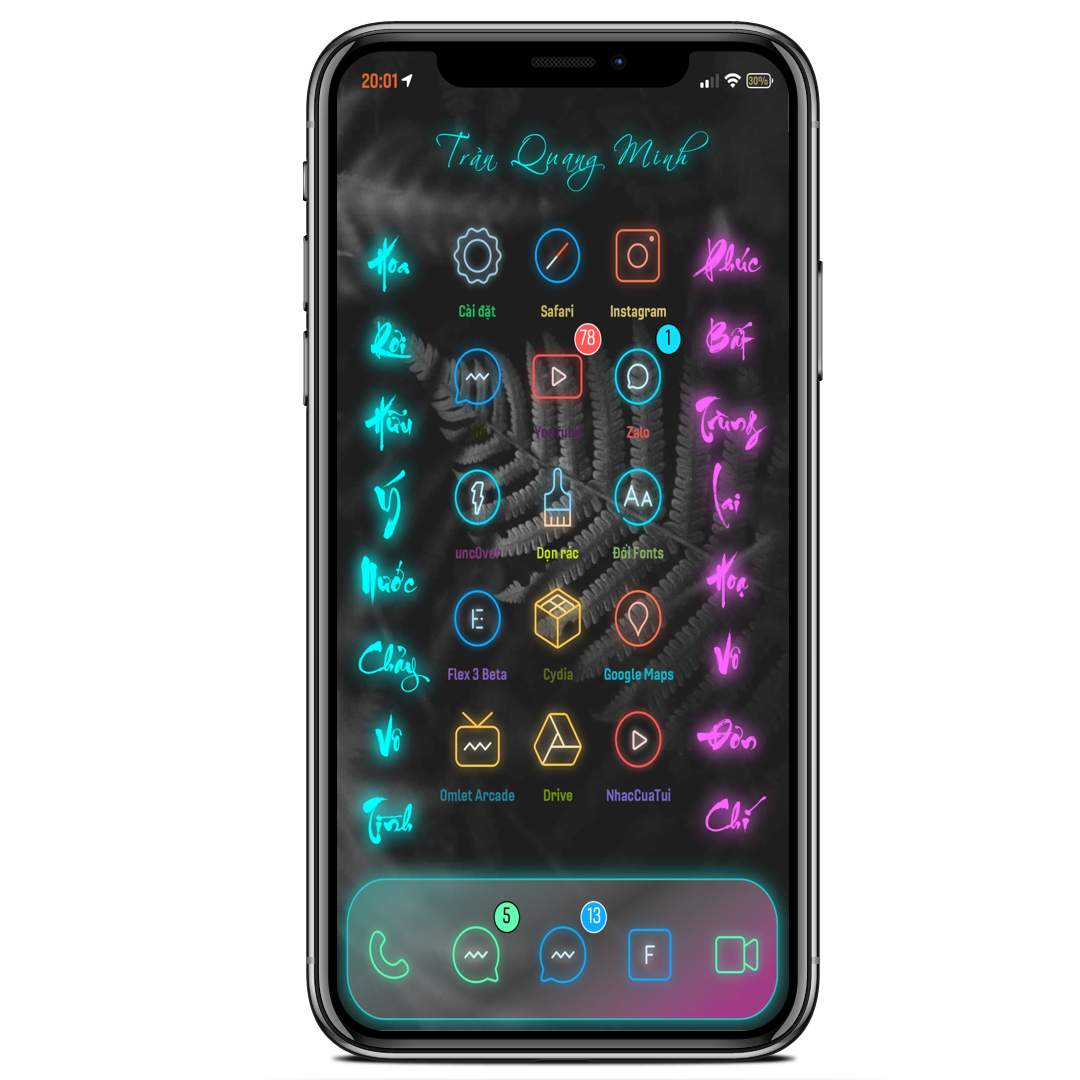 20:01
30%
Trần Quang Minh
Hoa
Rơi
Hữu
Ý
Nước
Chảy
Vô
Tình
Cài đặt Safari Instagram
78 1
YouTube Zalo
AA
unc0ver Dọn rác Đổi Fonts
E
Flex 3 Beta Cydia Google Maps
Omlet Arcade Drive NhacCuaTui
Phúc
Bất
Trùng
Lai
Hoạ
Vô
Đơn
Chí
5 13
F